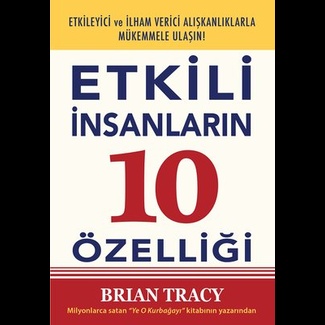 ETKİLEYİCİ ve İLHAM VERİCİ ALIŞKANLIKLARLA
MÜKEMMELE ULAŞIN!
ETKİLİ
İNSANLARIN
10
ÖZELLİĞİ
BRIAN TRACY
Milyonlarca satan "Ye O Kurbağayı" kitabının yazarından